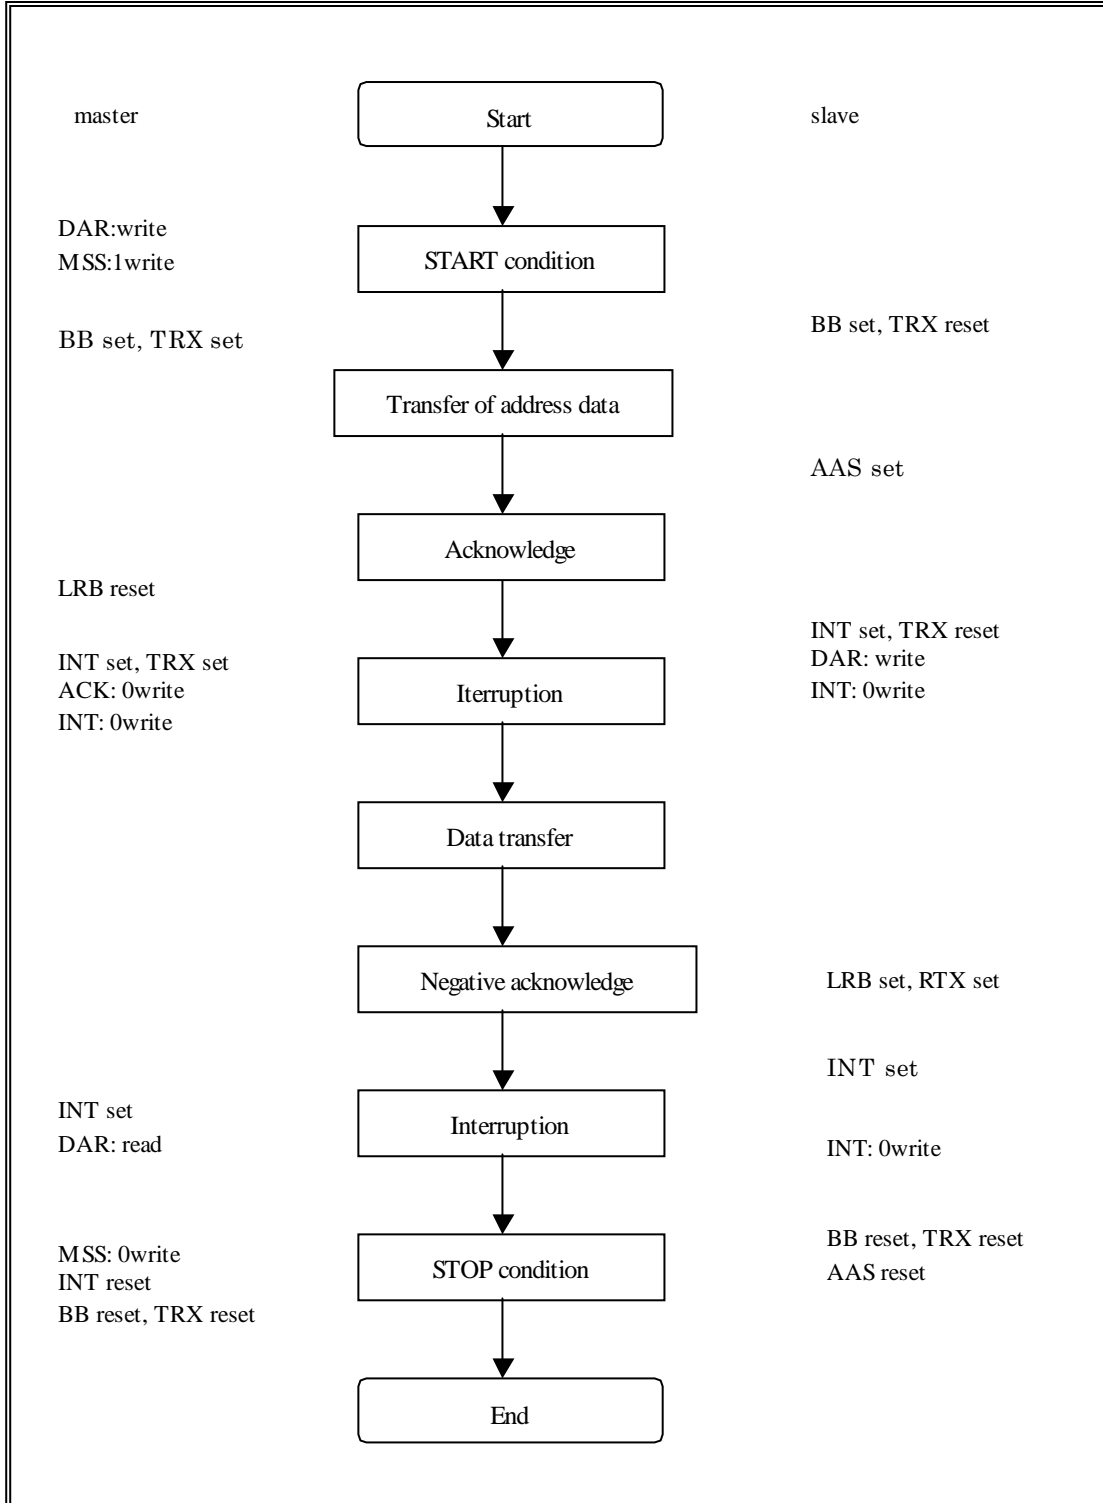 master
Start
slave
DAR:write
MSS:1write
START condition
BB set, TRX set
BB set, TRX reset
Transfer of address data
AAS set
Acknowledge
LRB reset
INT set, TRX reset
INT set, TRX set
DAR: write
ACK: 0write
Iterruption
INT: 0write
INT: 0write
Data transfer
Negative acknowledge
LRB set, RTX set
INT set
INT set
Interruption
DAR: read
INT: 0write
MSS: 0write
STOP condition
BB reset, TRX reset
INT reset
AAS reset
BB reset, TRX reset
End